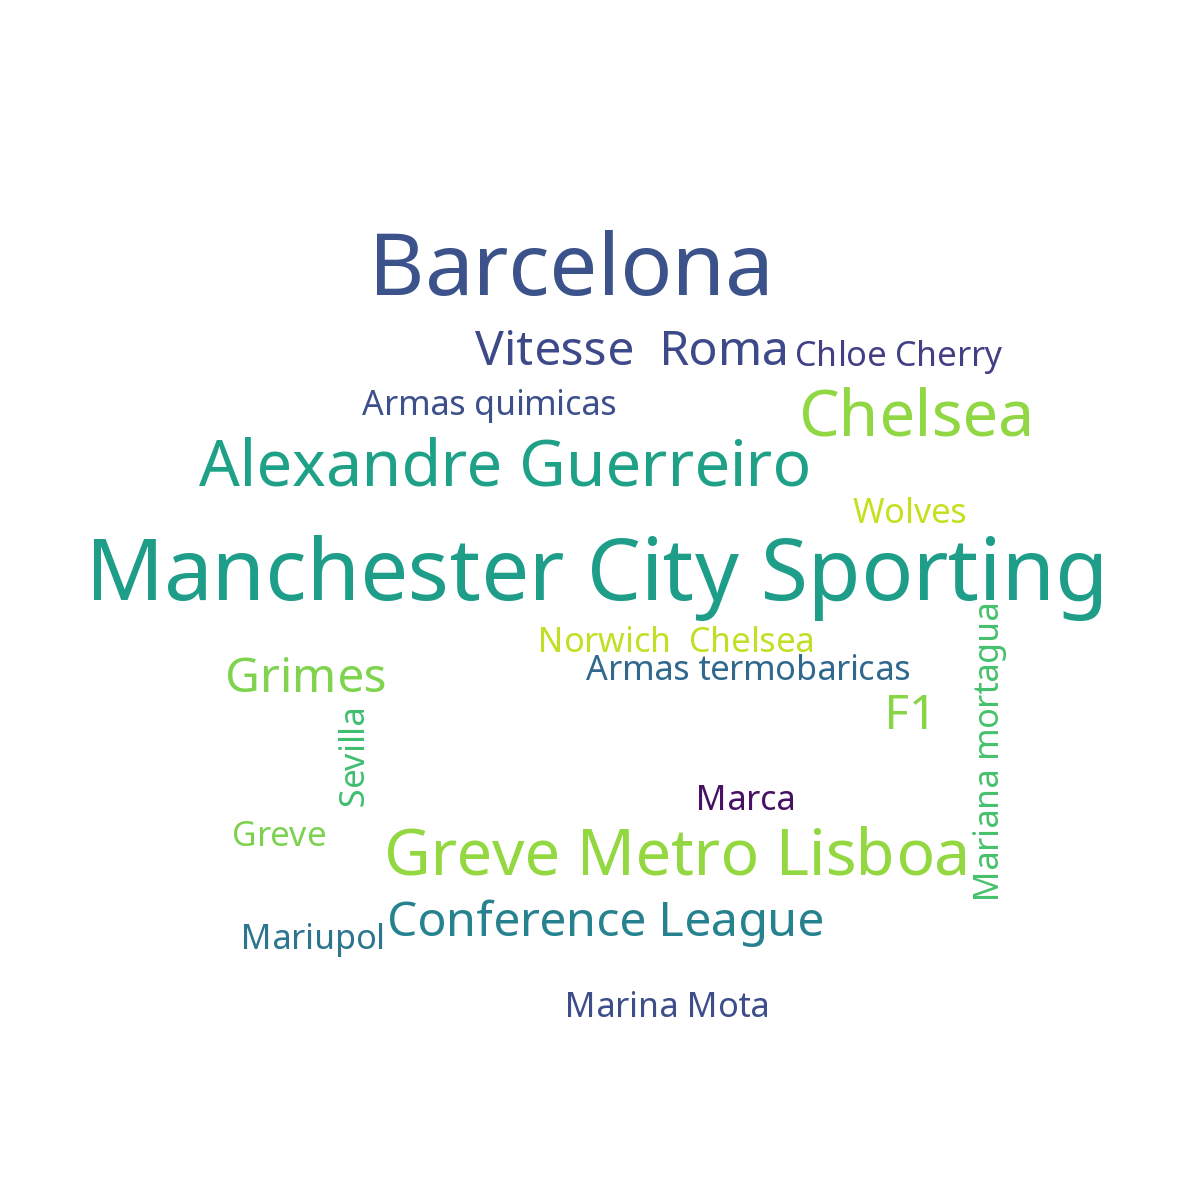 Barcelona
Vitesse  Roma
Chloe Cherry
Armas quimicas
Chelsea
Alexandre Guerreiro
Wolves
Manchester City Sporting
Norwich  Chelsea
Armas termobaricas
Grimes
F1
Mariana mortagua
Sevilla
Marca
Greve
Greve Metro Lisboa
Conference League
Mariupol
Marina Mota